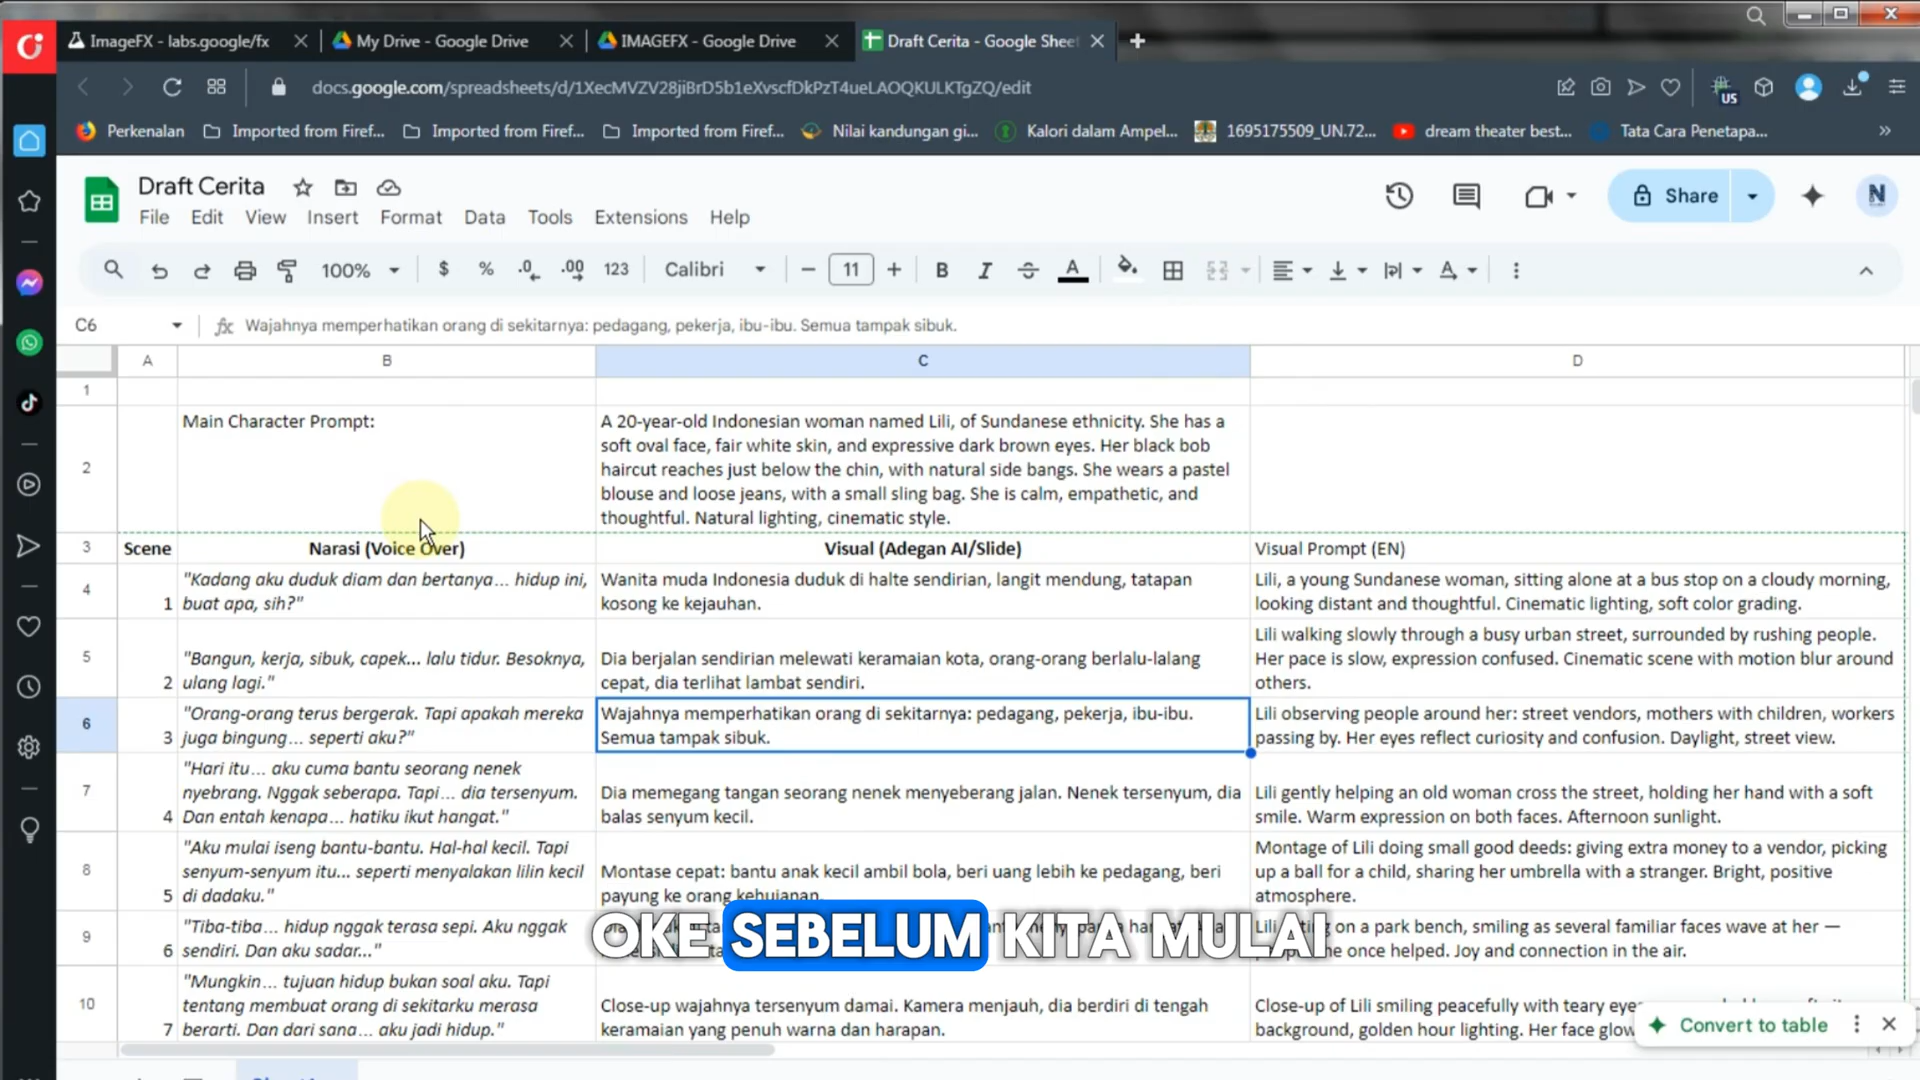 ImageFX - labs.google/fx
My Drive - Google Drive
IMAGEFX - Google Drive
Draft Cerita - Google Sheet
docs.google.com/spreadsheets/d/1XecMVZV28jiBrD5b1eXvscfDkPzT4ueLAOQKULKTgZQ/edit
US
Perkenalan
Imported from Firef...
Imported from Firef...
Imported from Firef...
Nilai kandungan gi...
Kalori dalam Ampel...
1695175509_UN.72...
dream theater best...
Tata Cara Penetapa...
Draft Cerita
Share
N
File Edit View Insert Format Data Tools Extensions Help
100% $ % .0 .00 123 Calibri 11 B I A
C6 fx Wajahnya memperhatikan orang di sekitarnya: pedagang, pekerja, ibu-ibu. Semua tampak sibuk.
A B C D
1
2
Main Character Prompt:
A 20-year-old Indonesian woman named Lili, of Sundanese ethnicity. She has a
soft oval face, fair white skin, and expressive dark brown eyes. Her black bob
haircut reaches just below the chin, with natural side bangs. She wears a pastel
blouse and loose jeans, with a small sling bag. She is calm, empathetic, and
thoughtful. Natural lighting, cinematic style.
3 Scene Narasi (Voice Over) Visual (Adegan AI/Slide) Visual Prompt (EN)
4
1
"Kadang aku duduk diam dan bertanya... hidup ini,
buat apa, sih?"
Wanita muda Indonesia duduk di halte sendirian, langit mendung, tatapan
kosong ke kejauhan.
Lili, a young Sundanese woman, sitting alone at a bus stop on a cloudy morning,
looking distant and thoughtful. Cinematic lighting, soft color grading.
5
2
"Bangun, kerja, sibuk, capek... lalu tidur. Besoknya,
ulang lagi."
Dia berjalan sendirian melewati keramaian kota, orang-orang berlalu-lalang
cepat, dia terlihat lambat sendiri.
Lili walking slowly through a busy urban street, surrounded by rushing people.
Her pace is slow, expression confused. Cinematic scene with motion blur around
others.
6
3
"Orang-orang terus bergerak. Tapi apakah mereka
juga bingung... seperti aku?"
Wajahnya memperhatikan orang di sekitarnya: pedagang, pekerja, ibu-ibu.
Semua tampak sibuk.
Lili observing people around her: street vendors, mothers with children, workers
passing by. Her eyes reflect curiosity and confusion. Daylight, street view.
7
4
"Hari itu... aku cuma bantu seorang nenek
nyebrang. Nggak seberapa. Tapi... dia tersenyum.
Dan entah kenapa... hatiku ikut hangat."
Dia memegang tangan seorang nenek menyeberang jalan. Nenek tersenyum, dia
balas senyum kecil.
Lili gently helping an old woman cross the street, holding her hand with a soft
smile. Warm expression on both faces. Afternoon sunlight.
8
5
"Aku mulai iseng bantu-bantu. Hal-hal kecil. Tapi
senyum-senyum itu... seperti menyalakan lilin kecil
di dadaku."
Montase cepat: bantu anak kecil ambil bola, beri uang lebih ke pedagang, beri
payung ke orang kehujanan.
Montage of Lili doing small good deeds: giving extra money to a vendor, picking
up a ball for a child, sharing her umbrella with a stranger. Bright, positive
atmosphere.
9
6
"Tiba-tiba... hidup nggak terasa sepi. Aku nggak
sendiri. Dan aku sadar..."
on a park bench, smiling as several familiar faces wave at her —
once helped. Joy and connection in the air.
OKE SEBELUM KITA MULAI
10
7
"Mungkin... tujuan hidup bukan soal aku. Tapi
tentang membuat orang di sekitarku merasa
berarti. Dan dari sana... aku jadi hidup."
Close-up wajahnya tersenyum damai. Kamera menjauh, dia berdiri di tengah
keramaian yang penuh warna dan harapan.
Close-up of Lili smiling peacefully with teary eyes
background, golden hour lighting. Her face glow
Convert to table